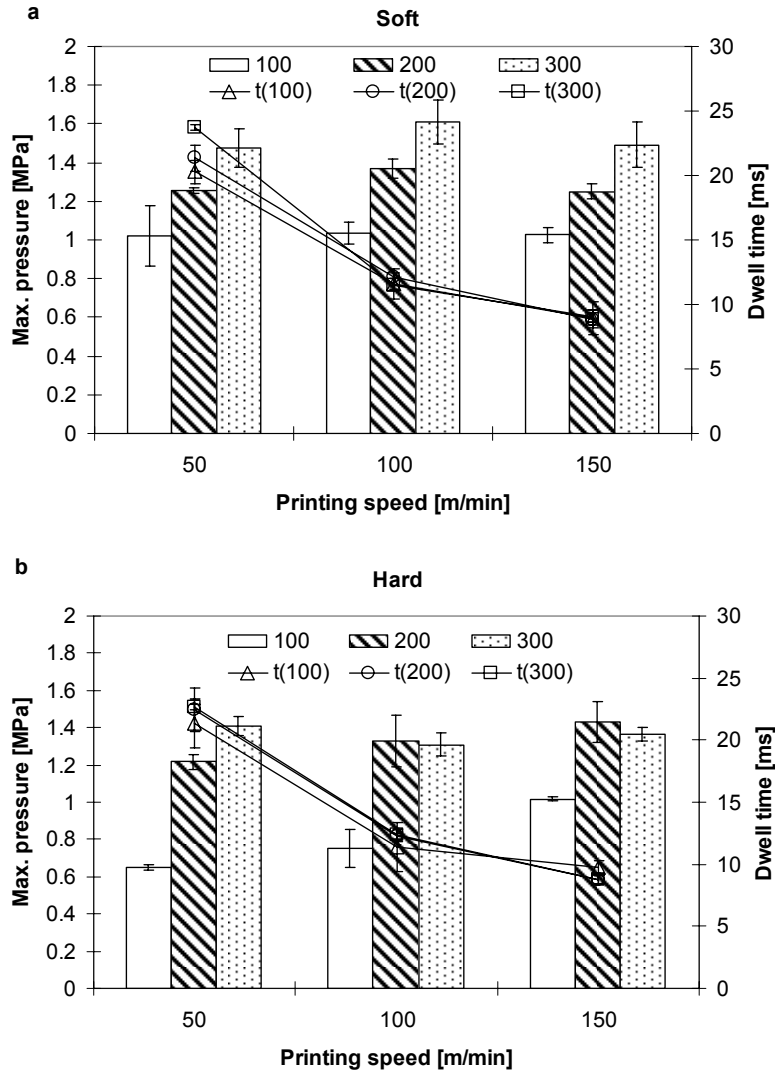 a
Soft
100 200 300
t(100) t(200) t(300)
Max. pressure [MPa]
2
1.8
1.6
1.4
1.2
1
0.8
0.6
0.4
0.2
0
30
25
20
15
10
5
0
Dwell time [ms]
50 100 150
Printing speed [m/min]
b
Hard
100 200 300
t(100) t(200) t(300)
Max. pressure [MPa]
2
1.8
1.6
1.4
1.2
1
0.8
0.6
0.4
0.2
0
30
25
20
15
10
5
0
Dwell time [ms]
50 100 150
Printing speed [m/min]